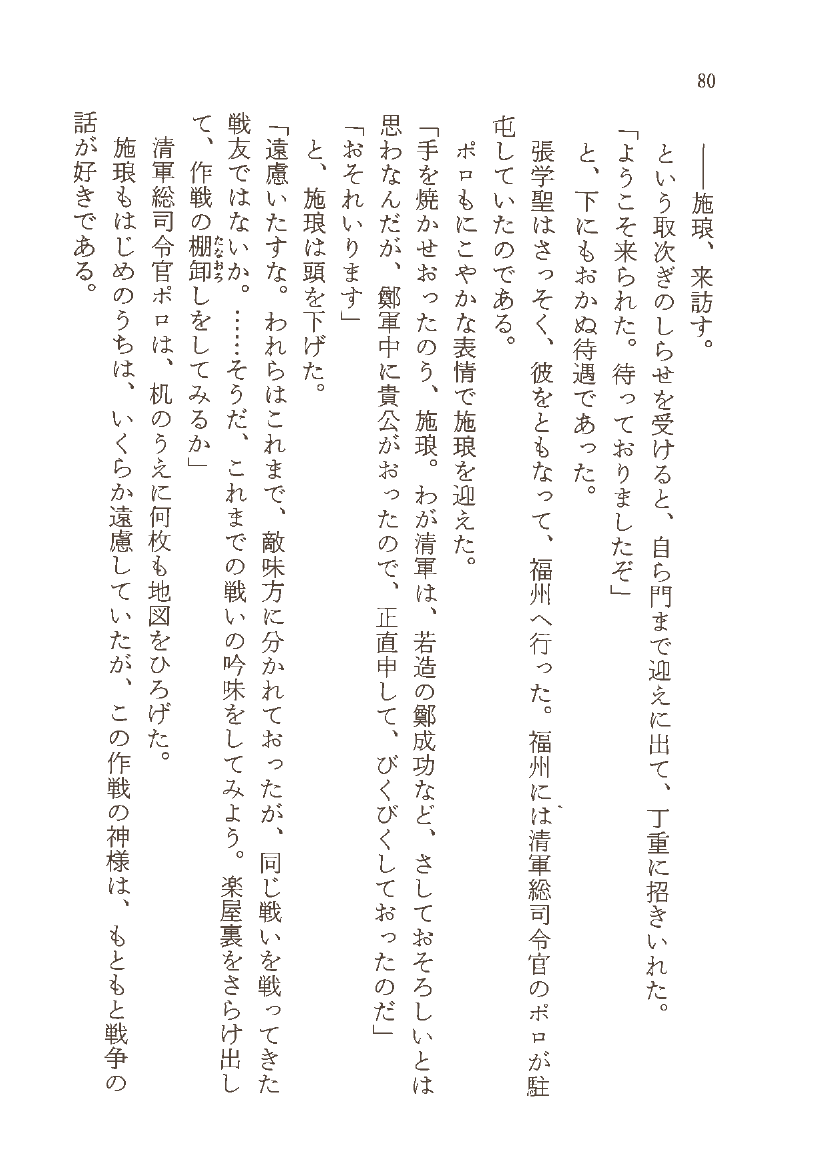 80
――施琅、来訪す。
という取次ぎのしらせを受けると、自ら門まで迎えに出て、丁重に招きいれた。
「ようこそ来られた。待っておりましたぞ」
と、下にもおかぬ待遇であった。
張学聖はさっそく、彼をともなって、福州へ行った。福州には清軍総司令官のポロが駐
屯していたのである。
ポロもにこやかな表情で施琅を迎えた。
「手を焼かせおったのう、施琅。わが清軍は、若造の鄭成功など、さしておそろしいとは
思わなんだが、鄭軍中に貴公がおったので、正直申して、びくびくしておったのだ」
「おそれいります」
と、施琅は頭を下げた。
「遠慮いたすな。われらはこれまで、敵味方に分かれておったが、同じ戦いを戦ってきた
戦友ではないか。……そうだ、これまでの戦いの吟味をしてみよう。楽屋裏をさらけ出し
て、作戦の棚卸しをしてみるか」
たなおろ
清軍総司令官ポロは、机のうえに何枚も地図をひろげた。
施琅もはじめのうちは、いくらか遠慮していたが、この作戦の神様は、もともと戦争の
話が好きである。